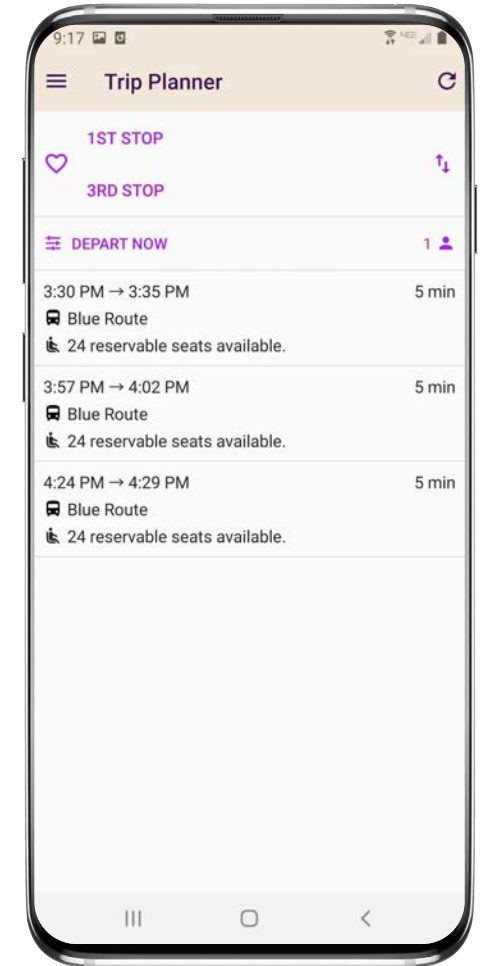 9:17
Trip Planner
1ST STOP
3RD STOP
DEPART NOW 1
3:30 PM → 3:35 PM 5 min
Blue Route
24 reservable seats available.
3:57 PM → 4:02 PM 5 min
Blue Route
24 reservable seats available.
4:24 PM → 4:29 PM 5 min
Blue Route
24 reservable seats available.